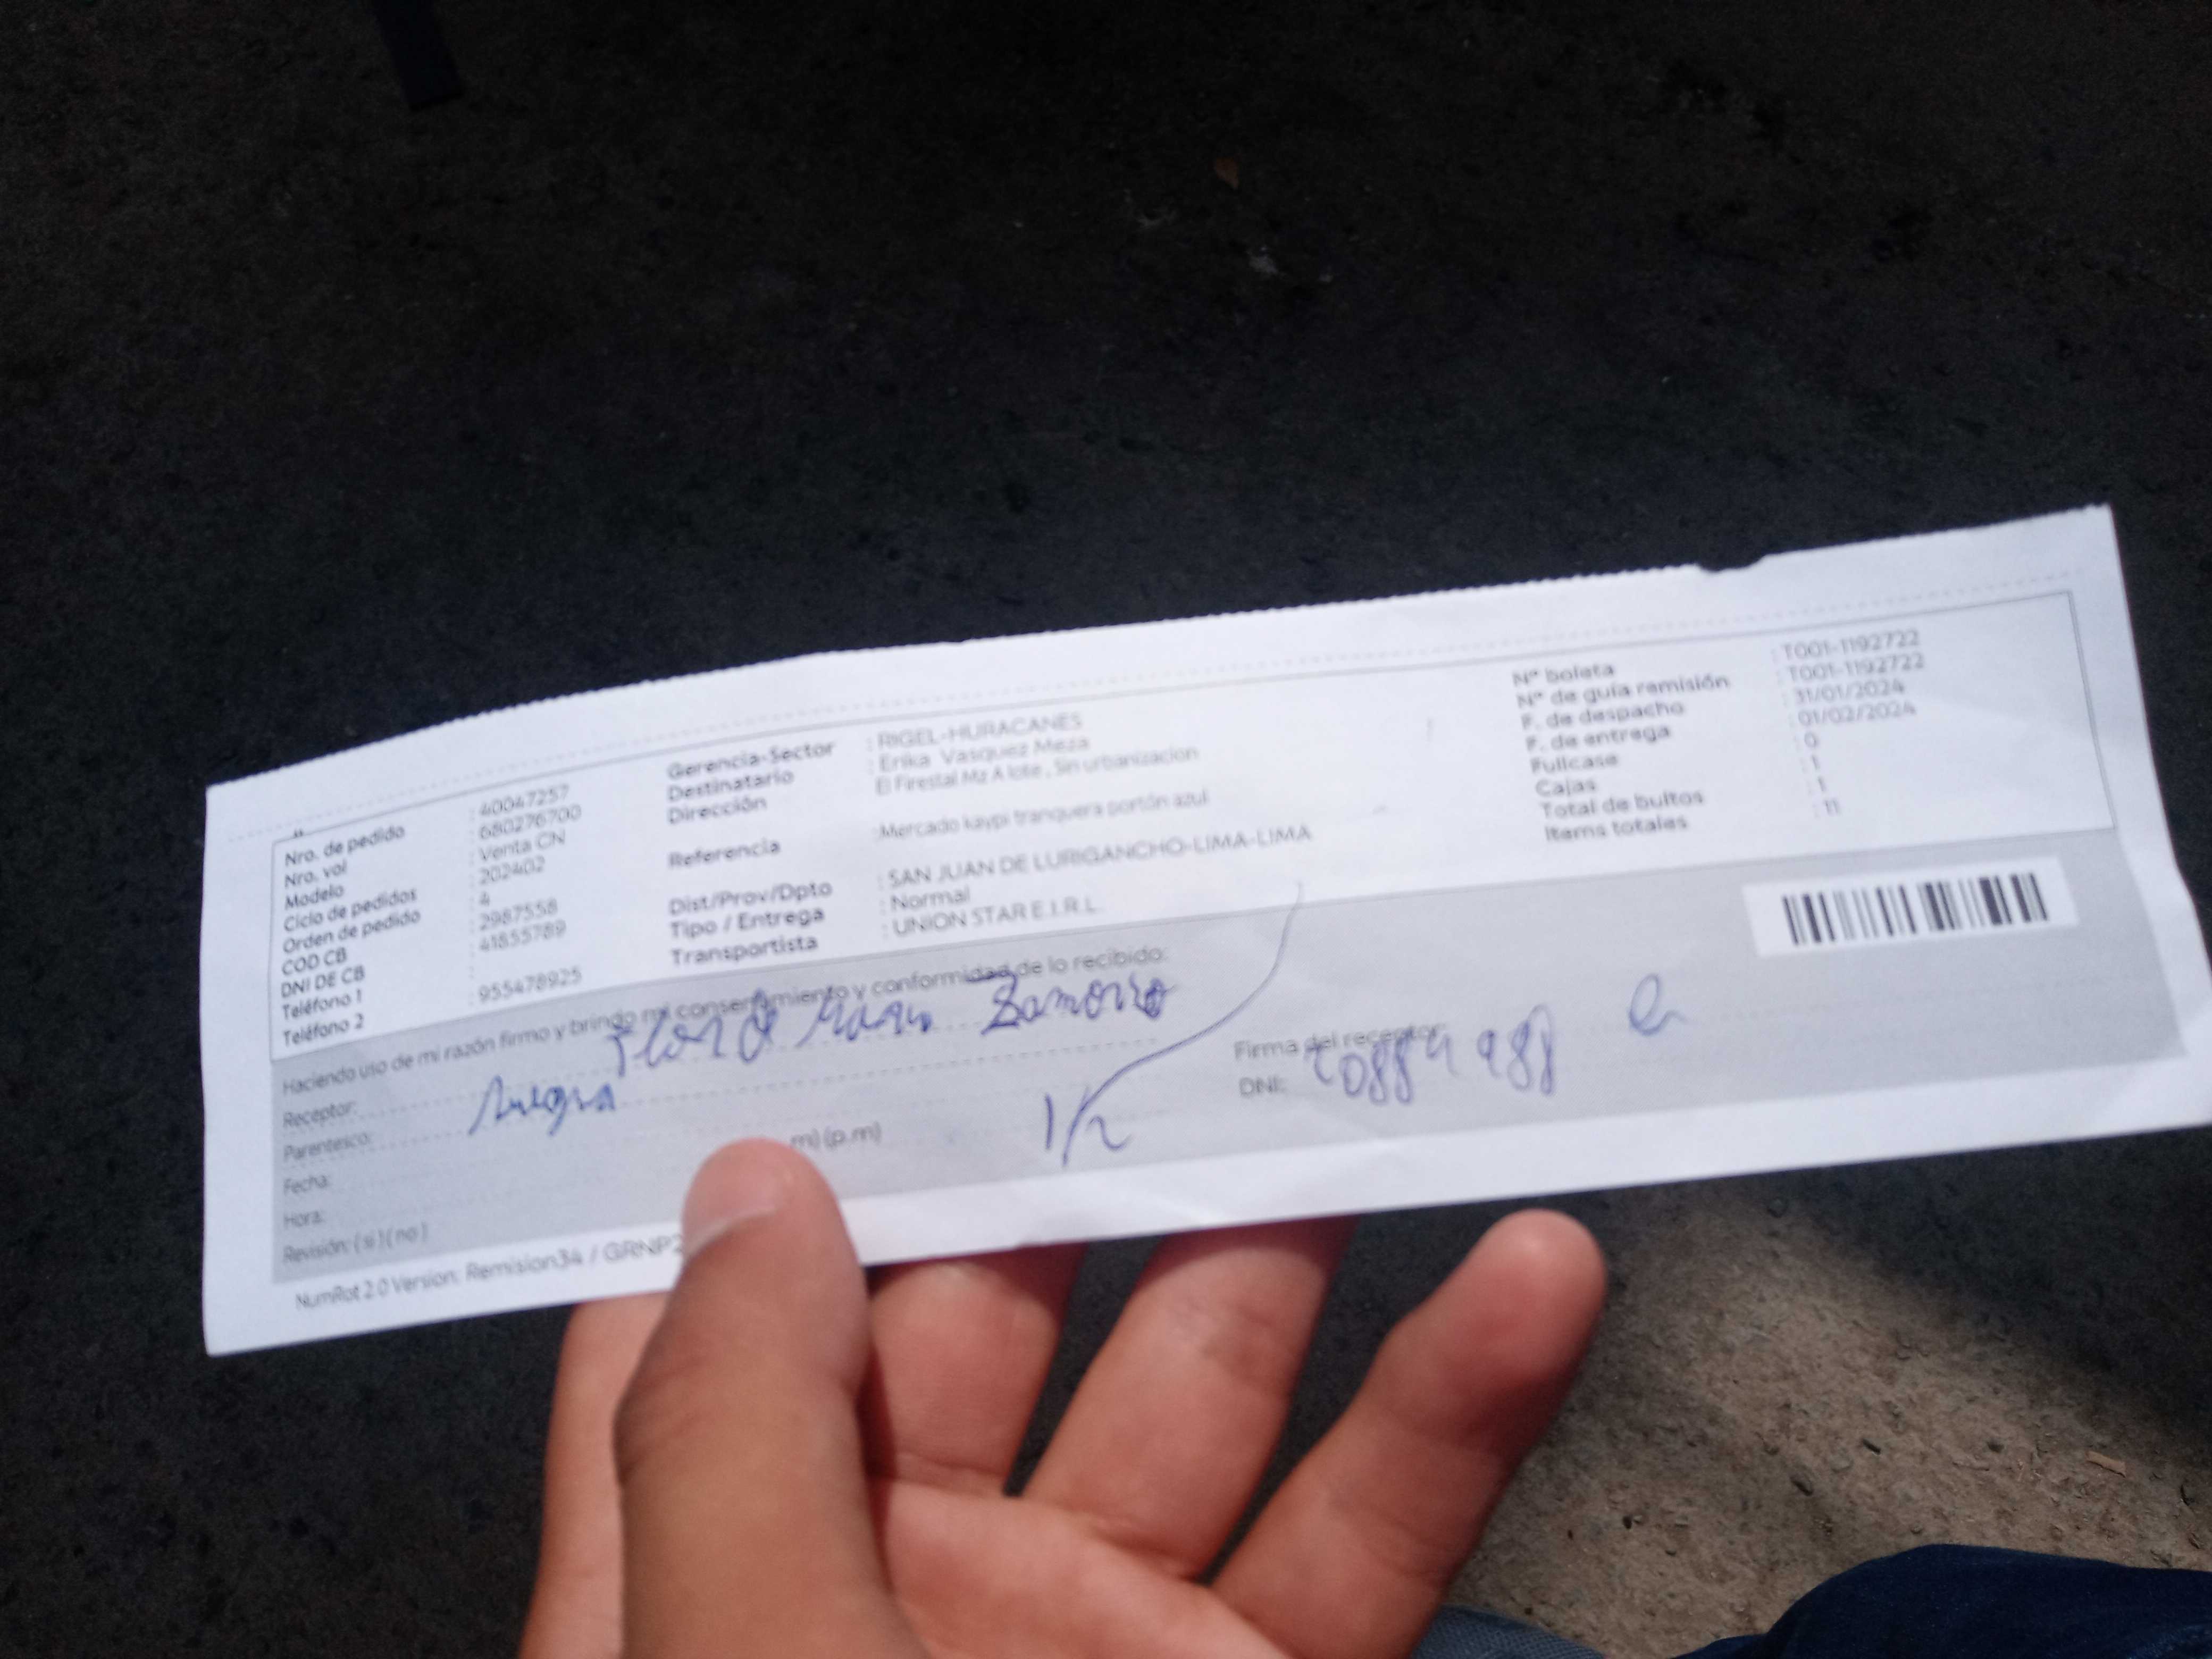 Nro. de pedido : 40047257
Nro. vol : 680276700
Modelo : Venta CN
Ciclo de pedidos : 202402
Orden de pedido : 4
COD CB : 2987558
DNI DE CB : 41855789
Teléfono 1 :
Teléfono 2 : 955478925
Gerencia-Sector : RIGEL-HURACANES
Destinatario : Erika Vasquez Meza
Dirección El Firestal Mz A lote , Sin urbanizacion
Referencia :Mercado kaypi tranquera portón azul
Dist/Prov/Dpto : SAN JUAN DE LURIGANCHO-LIMA-LIMA
Tipo / Entrega : Normal
Transportista : UNION STAR E.I.R.L.
N° boleta : T001-1192722
N° de guía remisión : T001-1192722
F. de despacho : 31/01/2024
F. de entrega : 01/02/2024
Fullcase : 0
Cajas : 1
Total de bultos : 1
Items totales : 11
Haciendo uso de mi razón firmo y brindo mi consentimiento y conformidad de lo recibido:
Receptor: Flor
Parentesco: suegra
Fecha: 1/2
Hora: m) (p.m)
Revisión: ( si ) ( no )
Firma del receptor:
DNI:
NumRot 2.0 Version: Remision34 / GRNP2